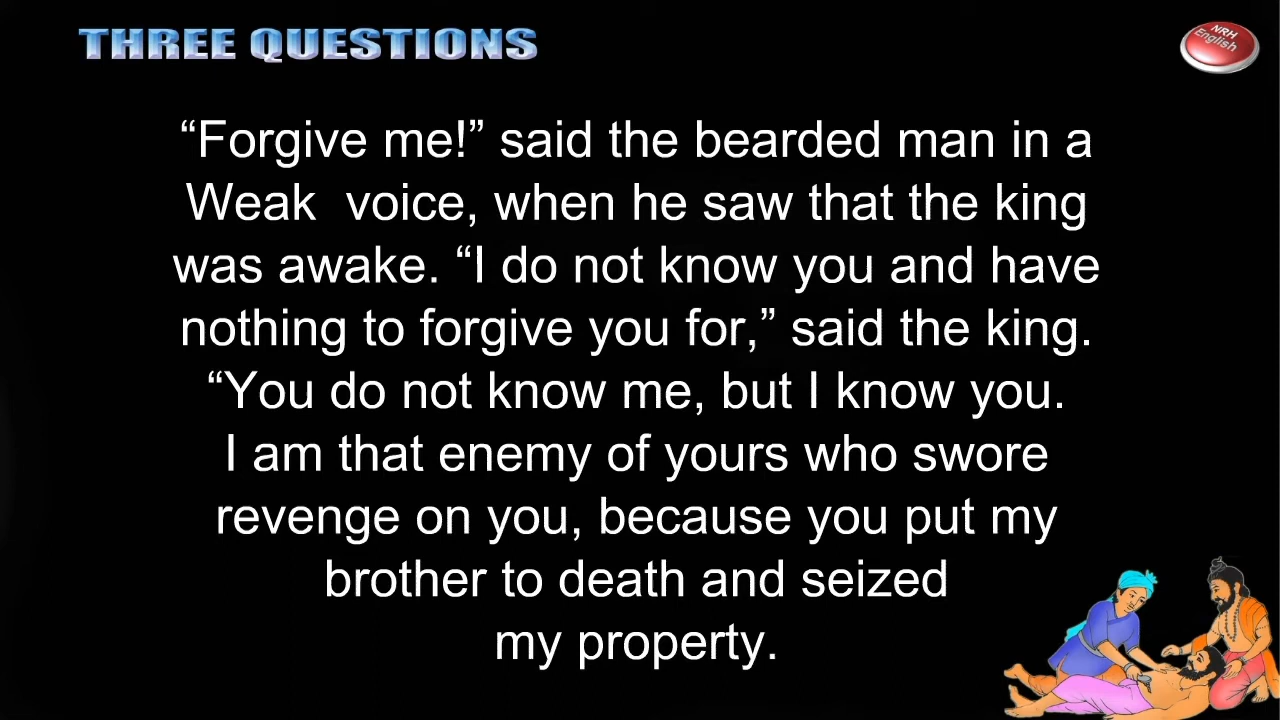 THREE QUESTIONS
NRH
English
“Forgive me!” said the bearded man in a
Weak  voice, when he saw that the king
was awake. “I do not know you and have
nothing to forgive you for,” said the king.
“You do not know me, but I know you.
I am that enemy of yours who swore
revenge on you, because you put my
brother to death and seized
my property.